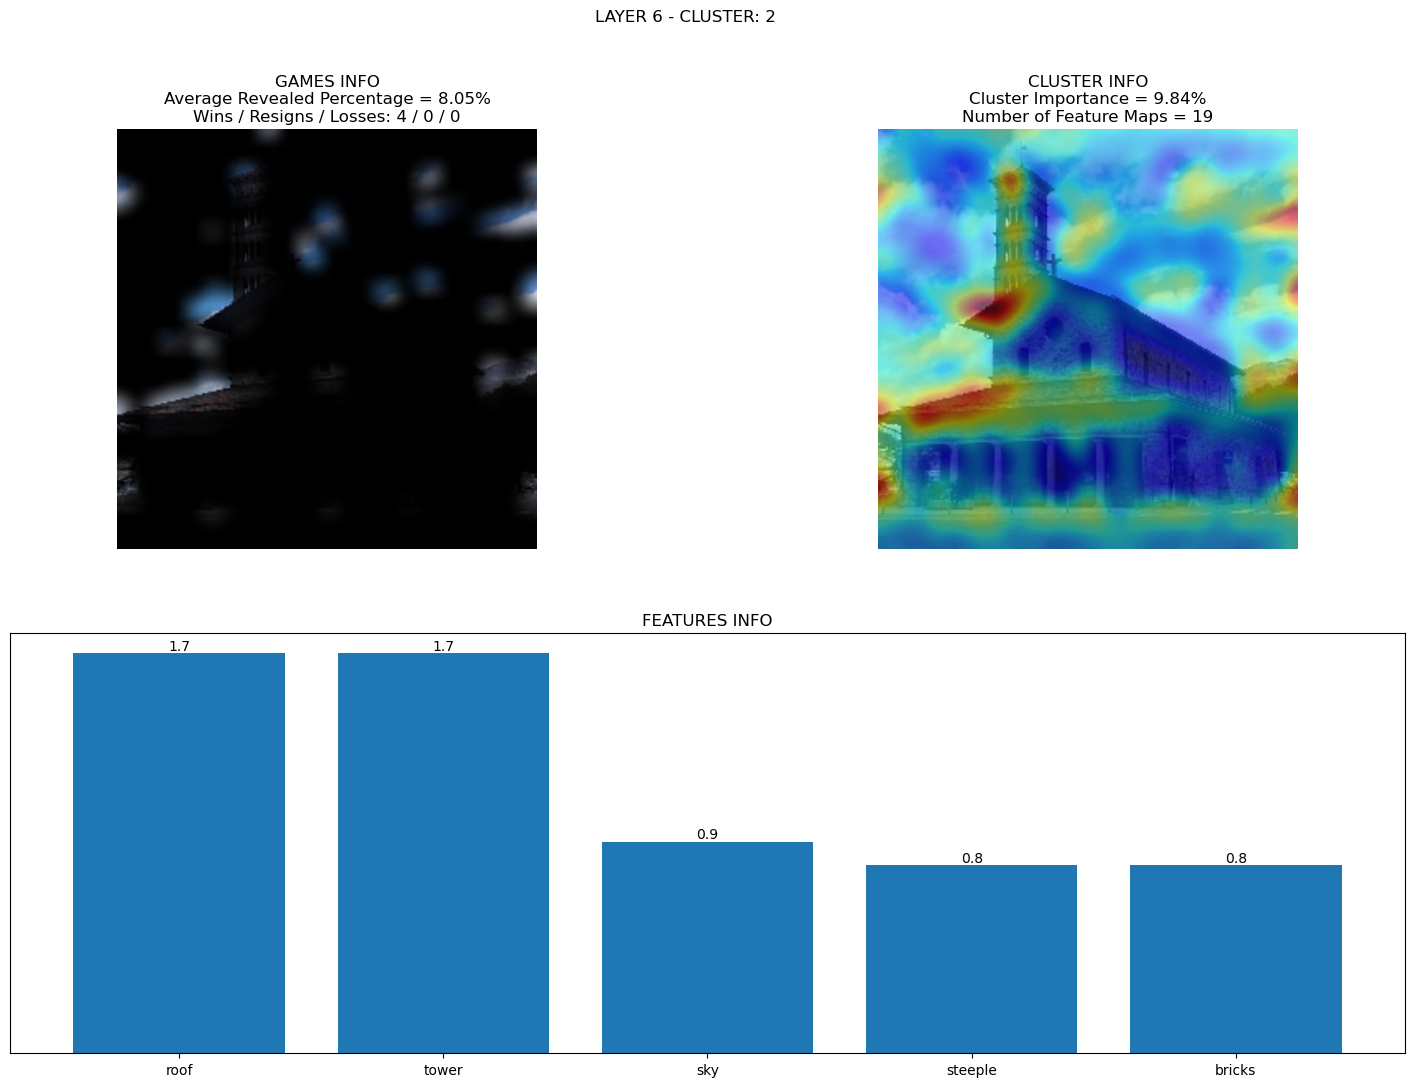 LAYER 6 - CLUSTER: 2
GAMES INFO
Average Revealed Percentage = 8.05%
Wins / Resigns / Losses: 4 / 0 / 0
CLUSTER INFO
Cluster Importance = 9.84%
Number of Feature Maps = 19
FEATURES INFO
1.7
1.7
0.9
0.8
0.8
roof
tower
sky
steeple
bricks